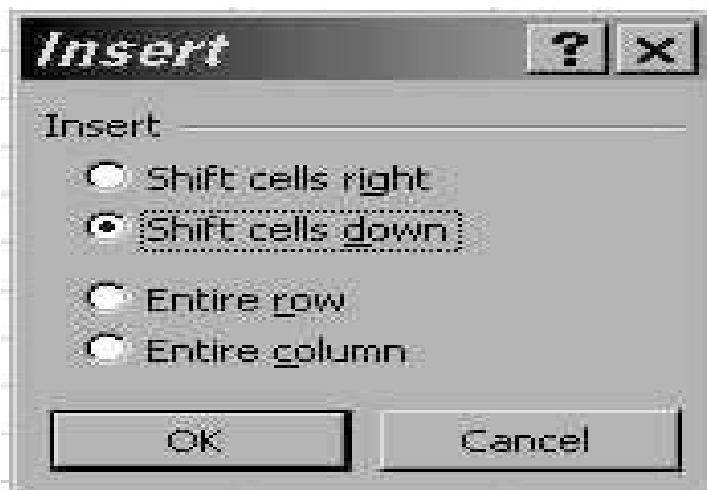 Insert
Insert
Shift cells right
Shift cells down
Entire row
Entire column
OK Cancel